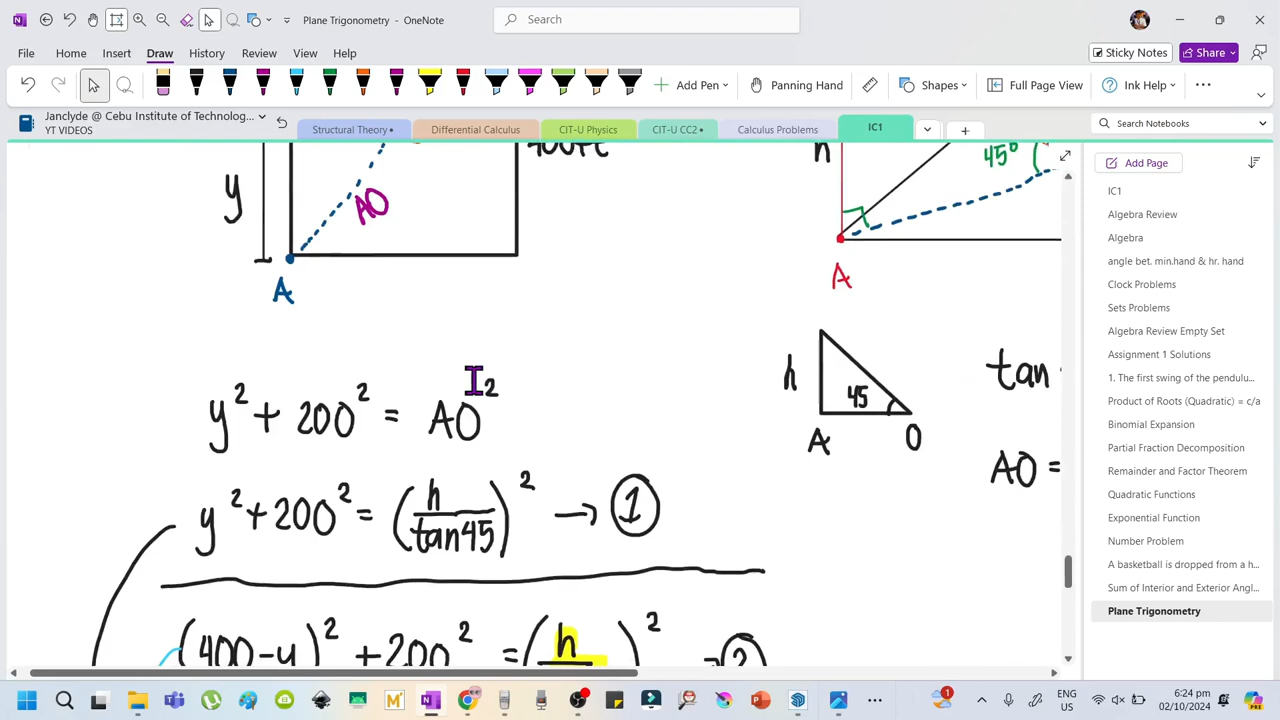 Plane Trigonometry - OneNote
Search
File Home Insert Draw History Review View Help
Sticky Notes
Share
Add Pen
Panning Hand
Shapes
Full Page View
Ink Help
Janclyde @ Cebu Institute of Technolog...
YT VIDEOS
Structural Theory
Differential Calculus
CIT-U Physics
CIT-U CC2
Calculus Problems
IC1
Search Notebooks
Add Page
IC1
Algebra Review
Algebra
angle bet. min.hand & hr. hand
Clock Problems
Sets Problems
Algebra Review Empty Set
Assignment 1 Solutions
1. The first swing of the pendulu...
Product of Roots (Quadratic) = c/a
Binomial Expansion
Partial Fraction Decomposition
Remainder and Factor Theorem
Quadratic Functions
Exponential Function
Number Problem
A basketball is dropped from a h...
Sum of Interior and Exterior Angl...
Plane Trigonometry
400ft
y
AO
A
h
45°
A
h
45
A O
tan
AO =
y² + 200² = AO²
y² + 200² = (h/tan45)² → ①
(400-y)² + 200² = (h
)² → ②
ENG
PH
6:24 pm
02/10/2024
1